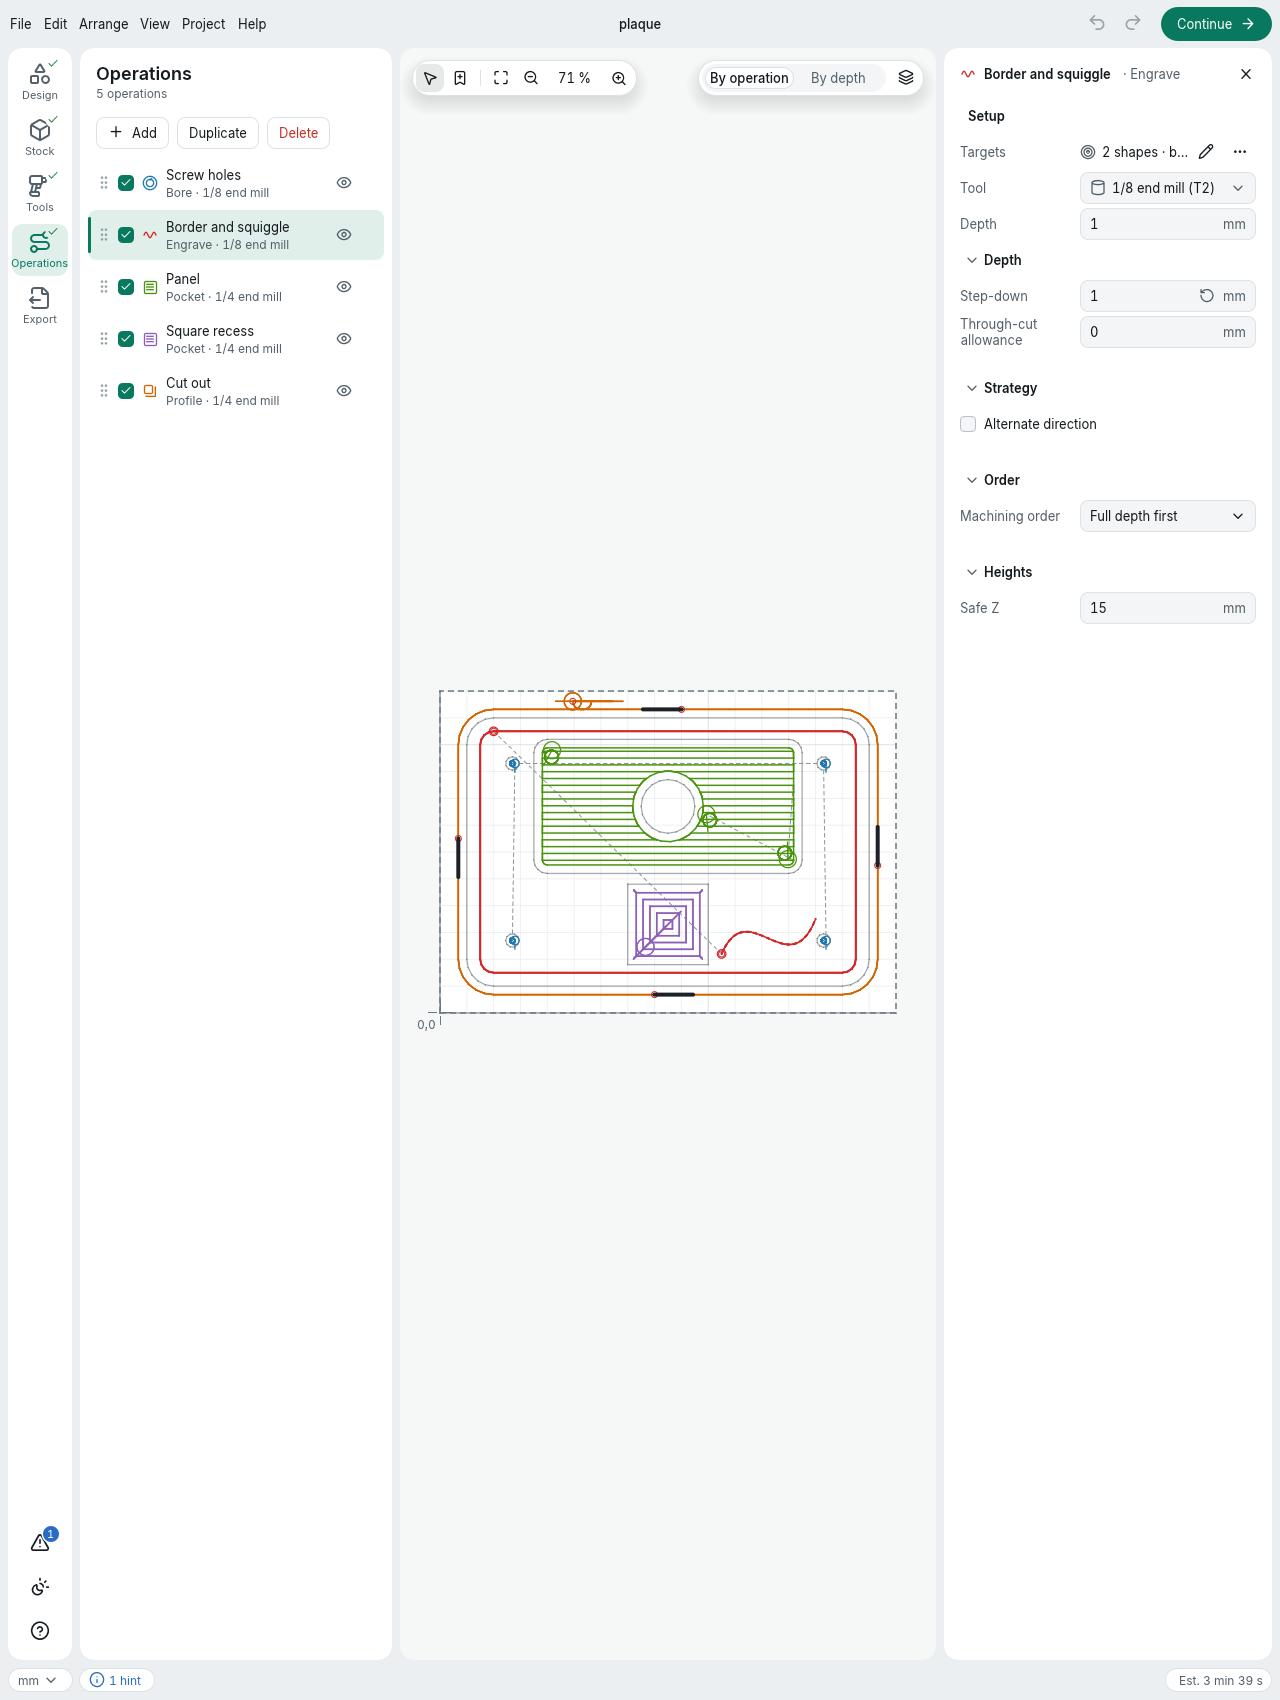 File Edit Arrange View Project Help
plaque
Continue
Design
Stock
Tools
Operations
Export
1
Operations
5 operations
Add
Duplicate
Delete
Screw holes
Bore · 1/8 end mill
Border and squiggle
Engrave · 1/8 end mill
Panel
Pocket · 1/4 end mill
Square recess
Pocket · 1/4 end mill
Cut out
Profile · 1/4 end mill
71 %
By operation
By depth
0,0
Border and squiggle · Engrave
Setup
Targets 2 shapes · b...
Tool 1/8 end mill (T2)
Depth 1 mm
Depth
Step-down 1 mm
Through-cut
allowance 0 mm
Strategy
Alternate direction
Order
Machining order Full depth first
Heights
Safe Z 15 mm
mm
1 hint
Est. 3 min 39 s